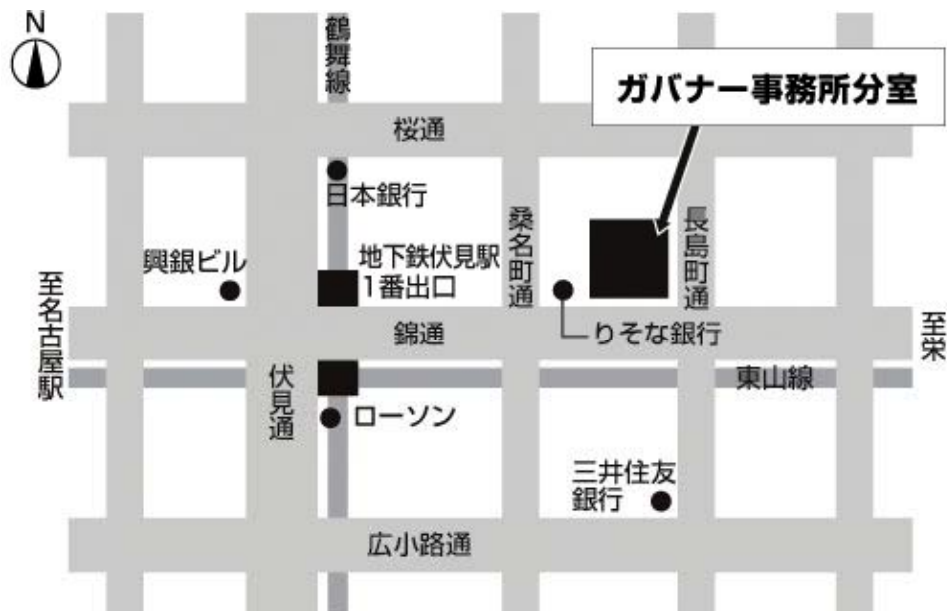 N
鶴舞線
ガバナー事務所分室
桜通
日本銀行
桑名町通
長島町通
地下鉄伏見駅
1番出口
興銀ビル
至名古屋駅
錦通
りそな銀行
至栄
伏見通
東山線
ローソン
三井住友
銀行
広小路通